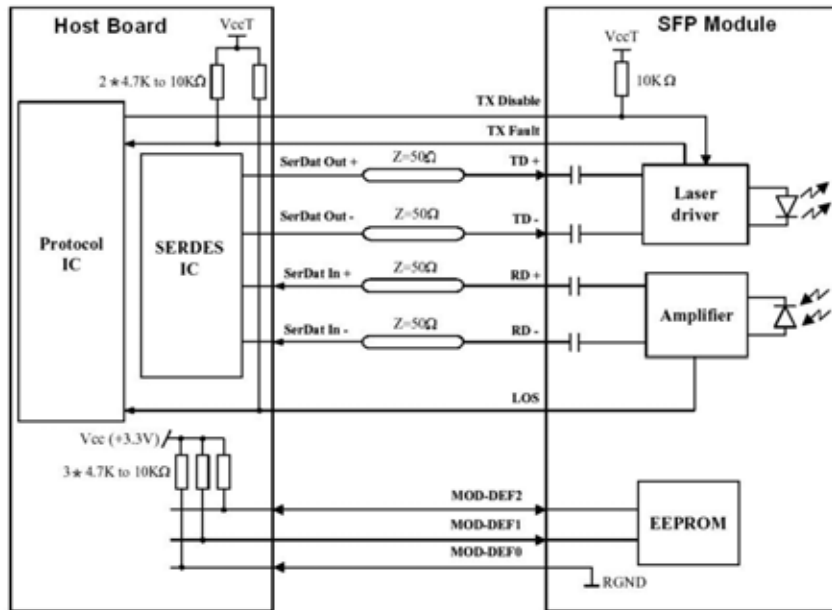 Host Board
SFP Module
VccT
VccT
2*4.7K to 10KΩ
10K Ω
TX Disable
TX Fault
SerDat Out +
Z=50Ω
TD +
Laser driver
SerDat Out -
Z=50Ω
TD -
Protocol IC
SERDES IC
SerDat In +
Z=50Ω
RD +
Amplifier
SerDat In -
Z=50Ω
RD -
LOS
Vcc (+3.3V)
3*4.7K to 10KΩ
MOD-DEF2
EEPROM
MOD-DEF1
MOD-DEF0
RGND